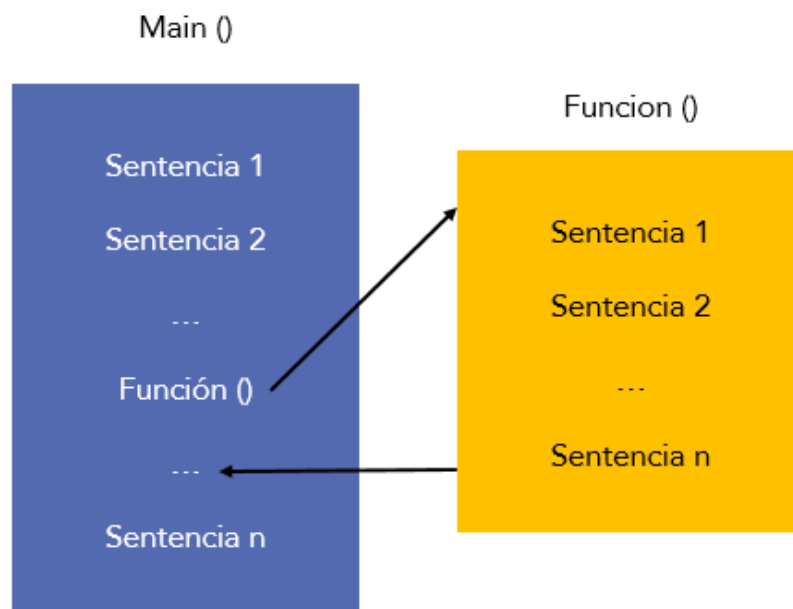 Main ()
Sentencia 1
Sentencia 2
...
Función ()
...
Sentencia n
Funcion ()
Sentencia 1
Sentencia 2
...
Sentencia n